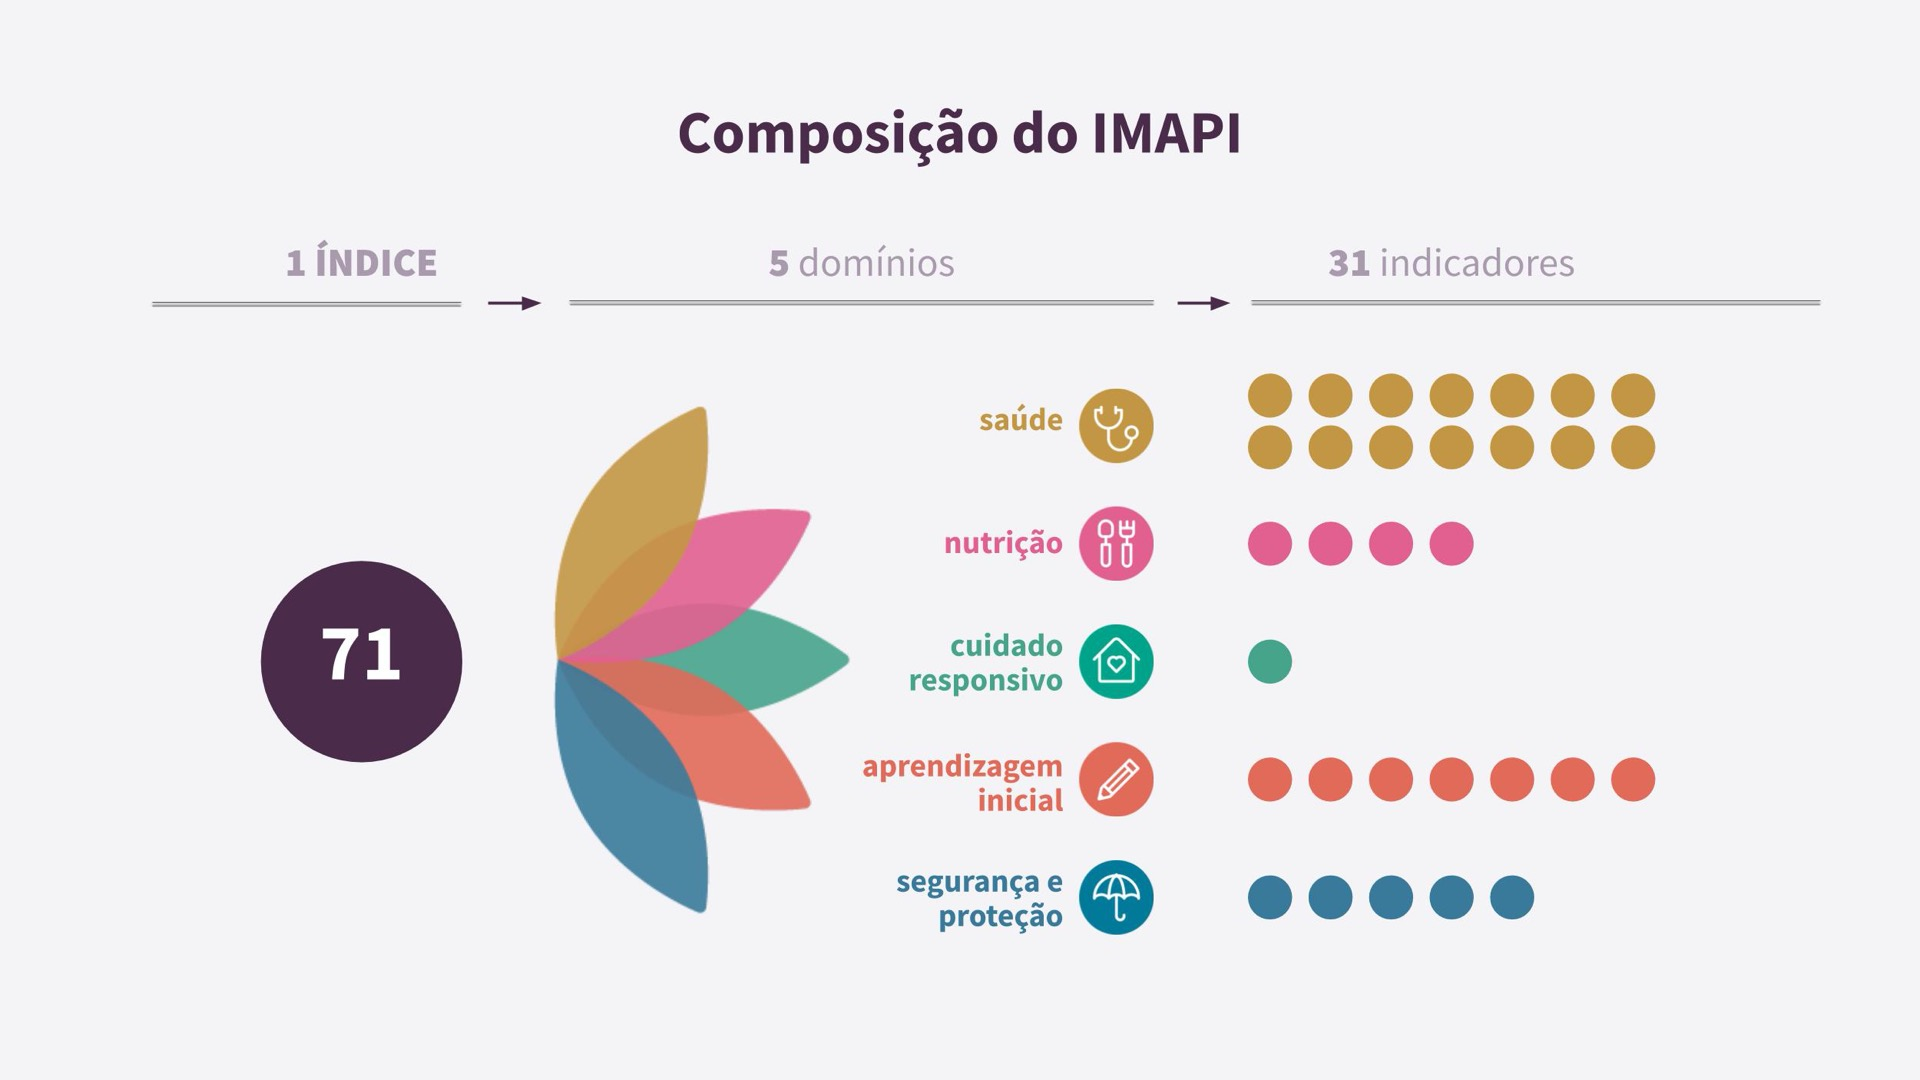 Composição do IMAPI
1 ÍNDICE
5 domínios
31 indicadores
71
saúde
nutrição
cuidado
responsivo
aprendizagem
inicial
segurança e
proteção